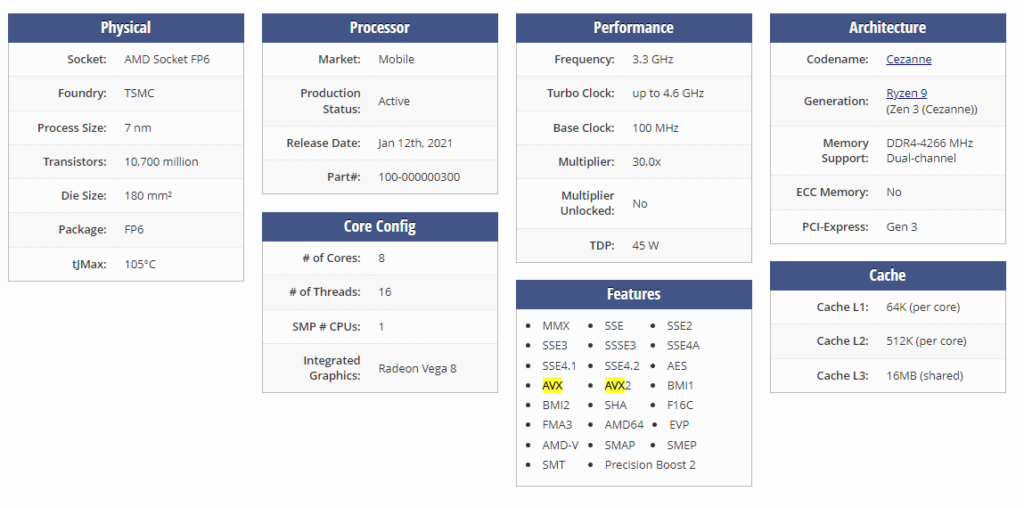 Physical
Socket: AMD Socket FP6
Foundry: TSMC
Process Size: 7 nm
Transistors: 10,700 million
Die Size: 180 mm²
Package: FP6
tJMax: 105°C
Processor
Market: Mobile
Production
Status: Active
Release Date: Jan 12th, 2021
Part#: 100-000000300
Core Config
# of Cores: 8
# of Threads: 16
SMP # CPUs: 1
Integrated
Graphics: Radeon Vega 8
Performance
Frequency: 3.3 GHz
Turbo Clock: up to 4.6 GHz
Base Clock: 100 MHz
Multiplier: 30.0x
Multiplier
Unlocked: No
TDP: 45 W
Features
• MMX • SSE • SSE2
• SSE3 • SSSE3 • SSE4A
• SSE4.1 • SSE4.2 • AES
• AVX • AVX2 • BMI1
• BMI2 • SHA • F16C
• FMA3 • AMD64 • EVP
• AMD-V • SMAP • SMEP
• SMT • Precision Boost 2
Architecture
Codename: Cezanne
Generation: Ryzen 9
(Zen 3 (Cezanne))
Memory DDR4-4266 MHz
Support: Dual-channel
ECC Memory: No
PCI-Express: Gen 3
Cache
Cache L1: 64K (per core)
Cache L2: 512K (per core)
Cache L3: 16MB (shared)